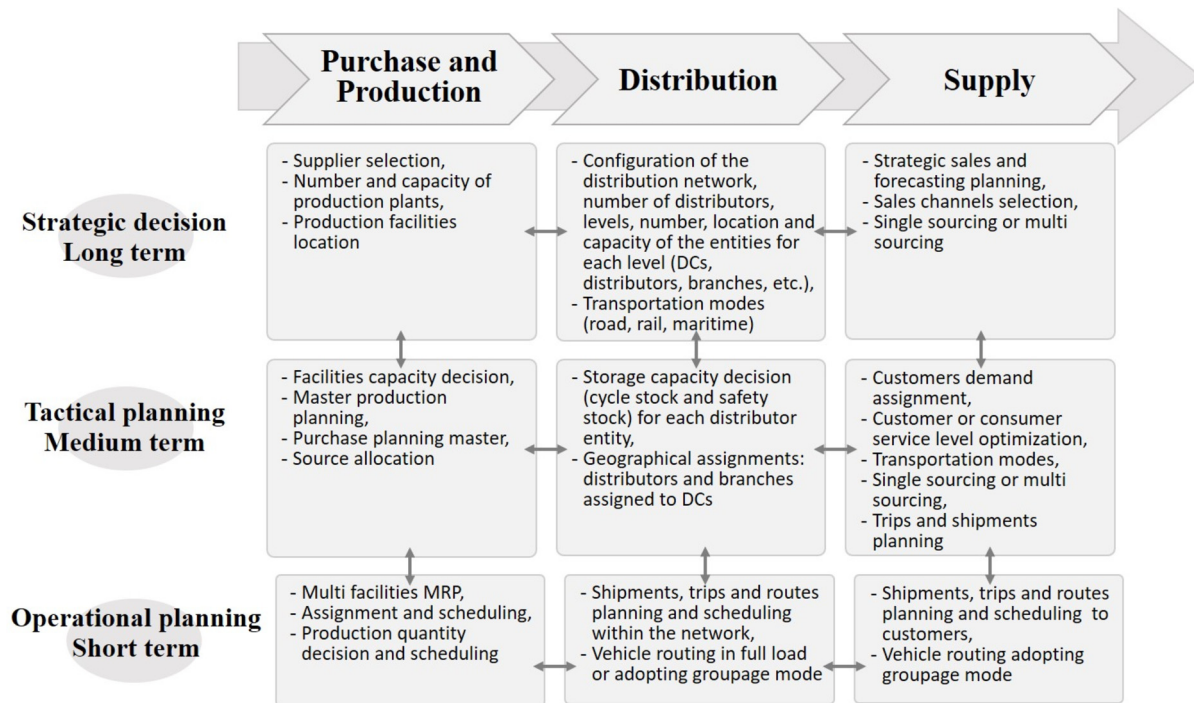 Purchase and
Production
Distribution
Supply
Strategic decision
Long term
- Supplier selection,
- Number and capacity of
production plants,
- Production facilities
location
- Configuration of the
distribution network,
number of distributors,
levels, number, location and
capacity of the entities for
each level (DCs,
distributors, branches, etc.),
- Transportation modes
(road, rail, maritime)
- Strategic sales and
forecasting planning,
- Sales channels selection,
- Single sourcing or multi
sourcing
Tactical planning
Medium term
- Facilities capacity decision,
- Master production
planning,
- Purchase planning master,
- Source allocation
- Storage capacity decision
(cycle stock and safety
stock) for each distributor
entity,
- Geographical assignments:
distributors and branches
assigned to DCs
- Customers demand
assignment,
- Customer or consumer
service level optimization,
- Transportation modes,
- Single sourcing or multi
sourcing,
- Trips and shipments
planning
Operational planning
Short term
- Multi facilities MRP,
- Assignment and scheduling,
- Production quantity
decision and scheduling
- Shipments, trips and routes
planning and scheduling
within the network,
- Vehicle routing in full load
or adopting groupage mode
- Shipments, trips and routes
planning and scheduling to
customers,
- Vehicle routing adopting
groupage mode